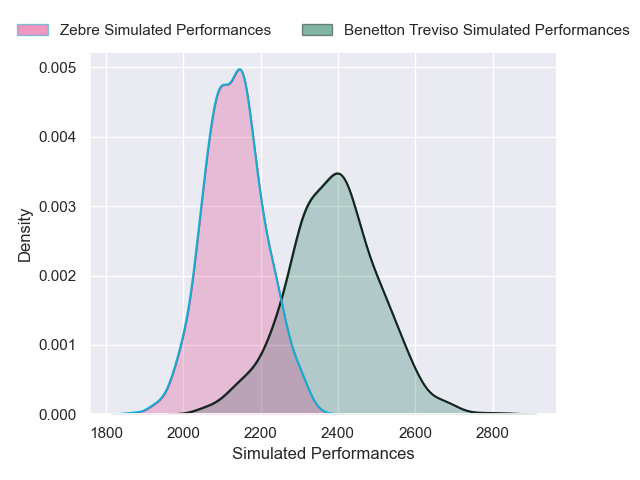 Zebre Simulated Performances
Benetton Treviso Simulated Performances
0.005
0.004
0.003
0.002
0.001
0.000
Density
1800 2000 2200 2400 2600 2800
Simulated Performances